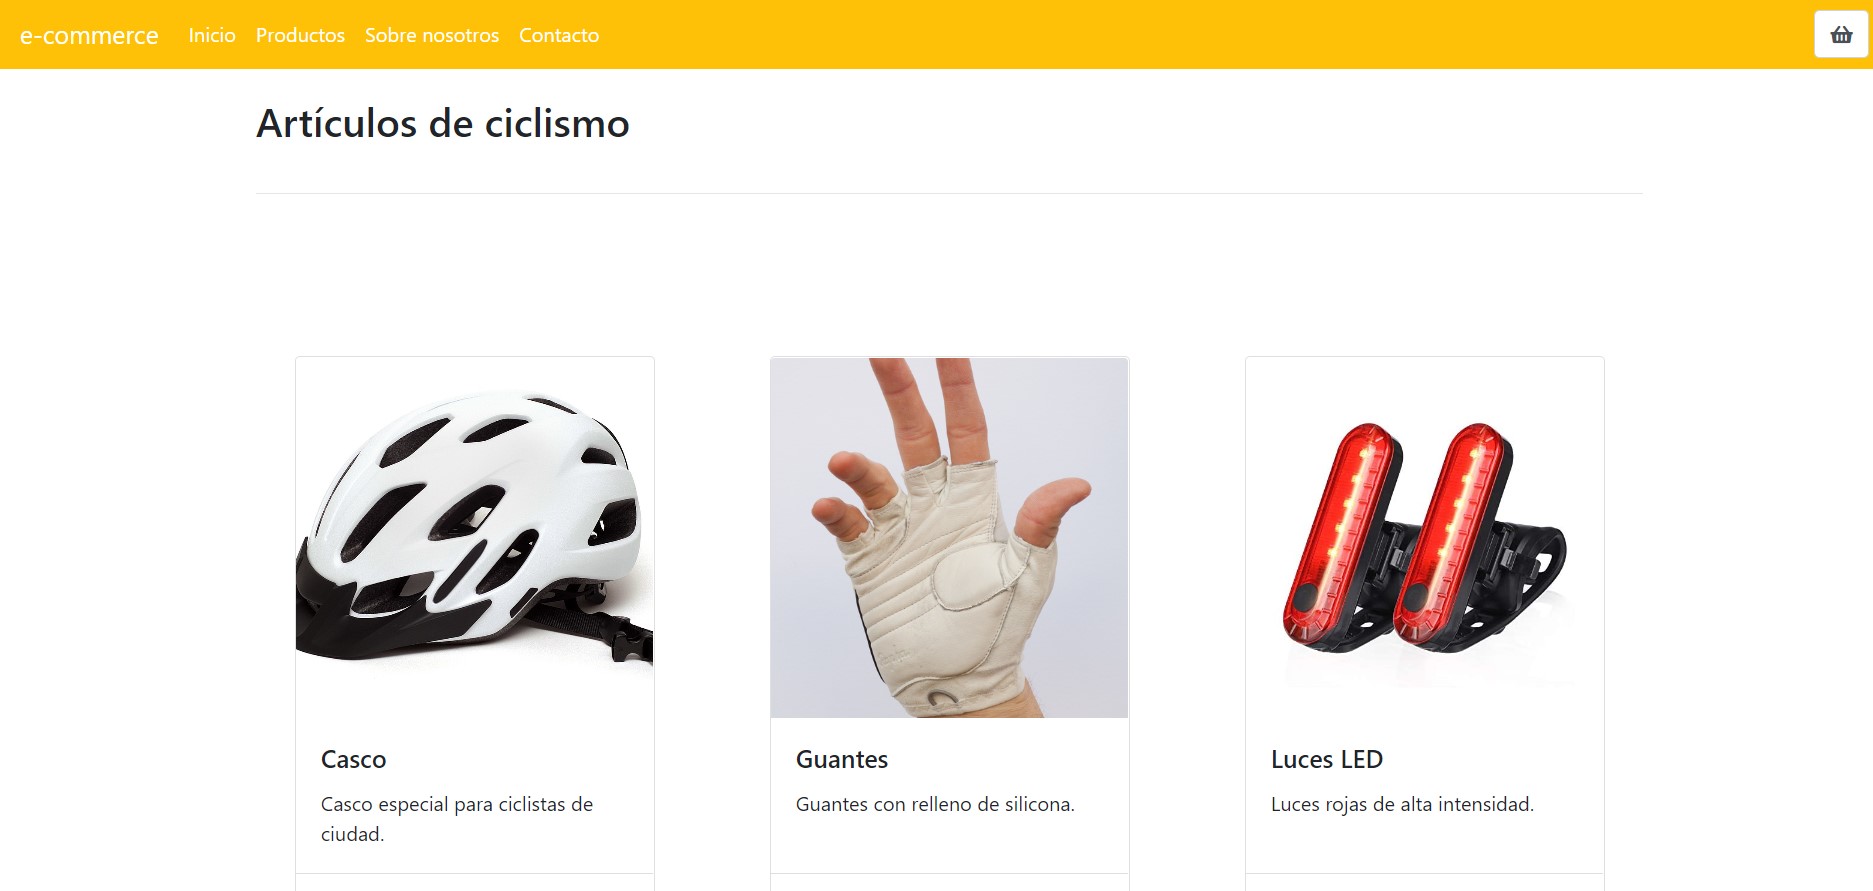 e-commerce Inicio Productos Sobre nosotros Contacto
Artículos de ciclismo
Casco
Casco especial para ciclistas de
ciudad.
Guantes
Guantes con relleno de silicona.
Luces LED
Luces rojas de alta intensidad.